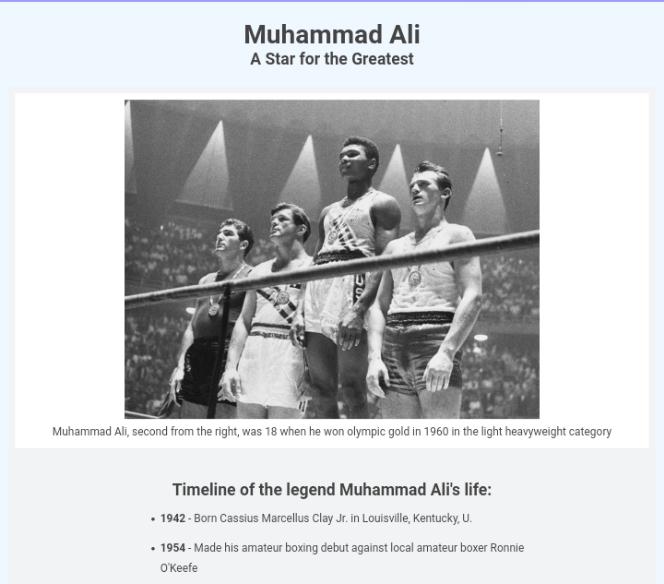 Muhammad Ali
A Star for the Greatest
US
Muhammad Ali, second from the right, was 18 when he won olympic gold in 1960 in the light heavyweight category
Timeline of the legend Muhammad Ali's life:
• 1942 - Born Cassius Marcellus Clay Jr. in Louisville, Kentucky, U.
• 1954 - Made his amateur boxing debut against local amateur boxer Ronnie
O'Keefe